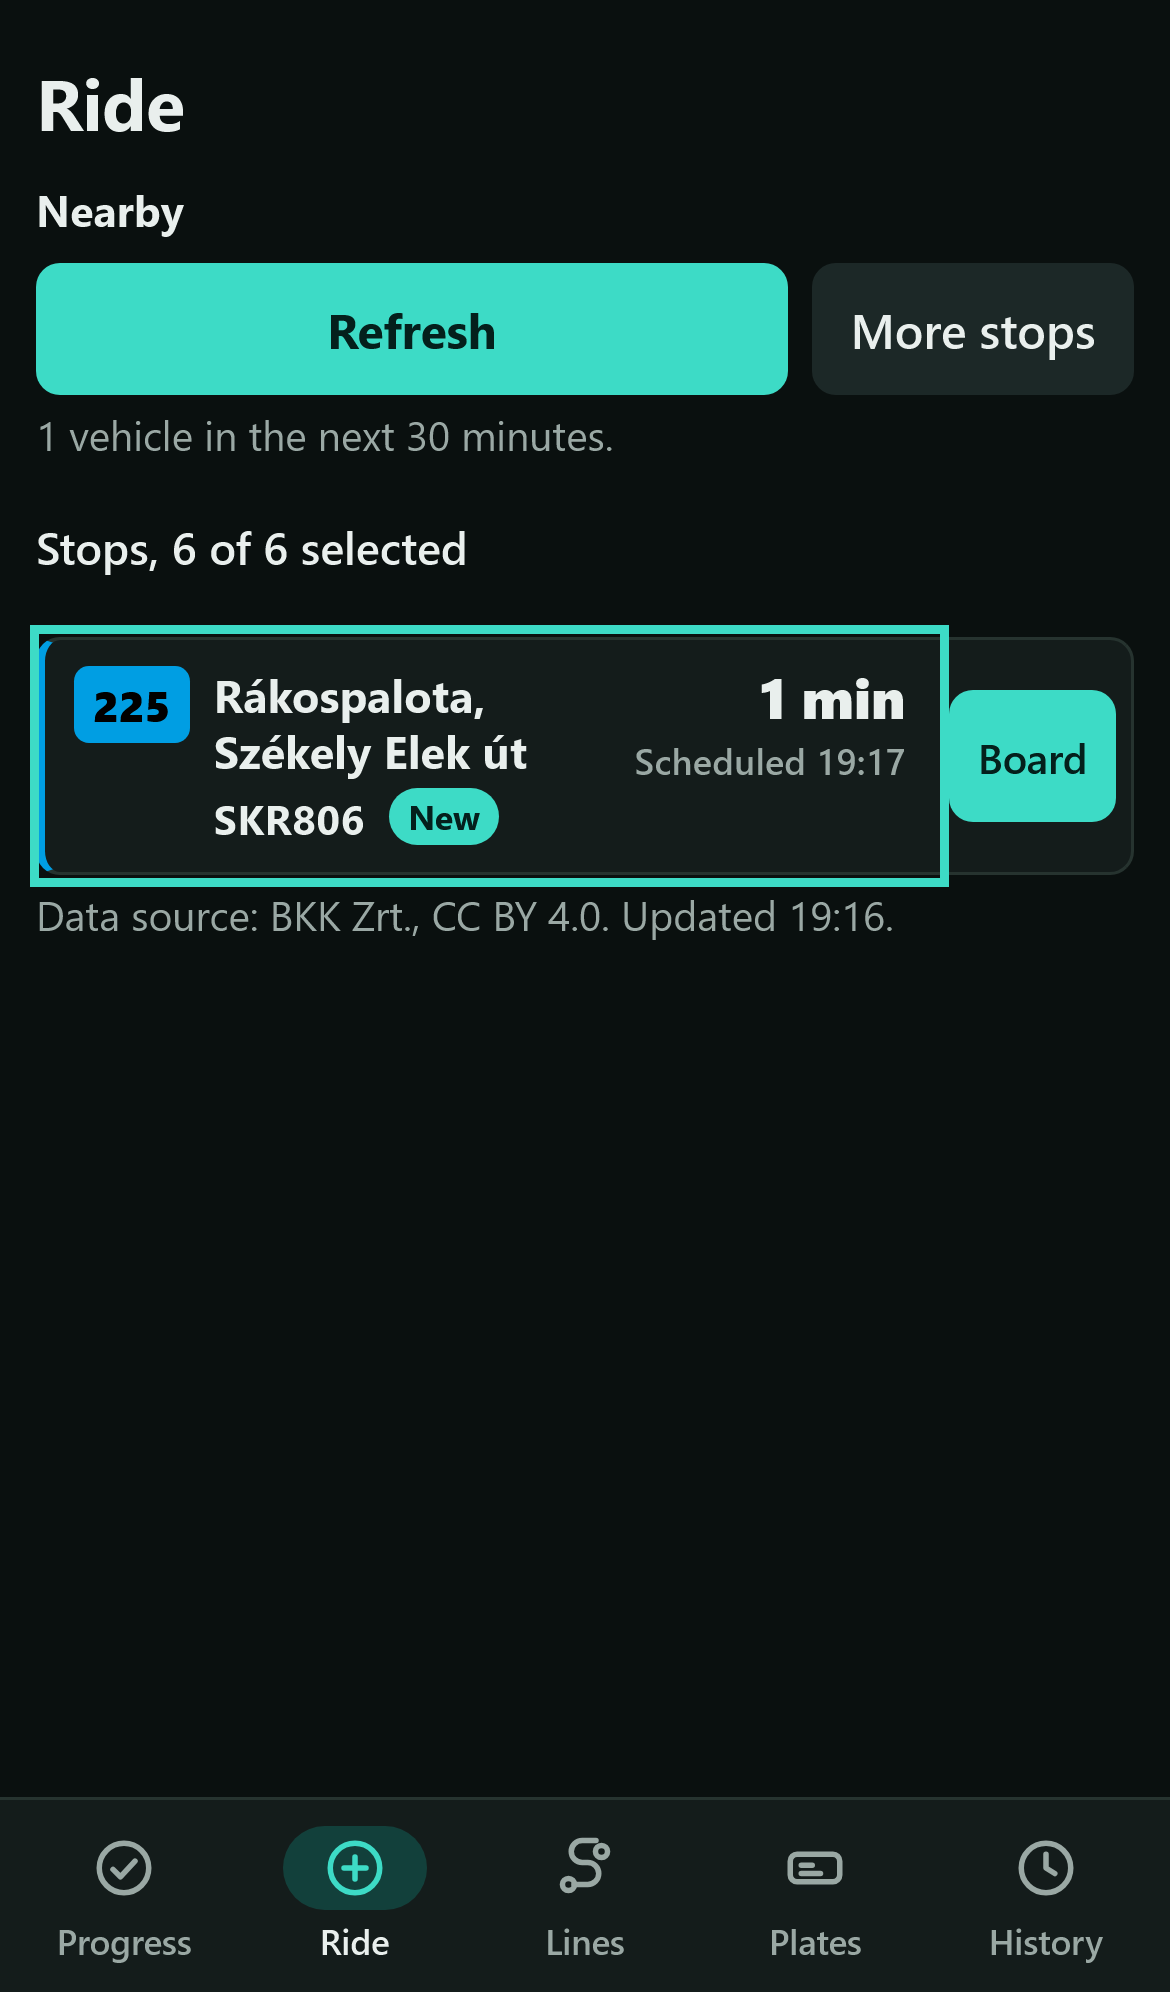 Ride
Nearby
Refresh
More stops
1 vehicle in the next 30 minutes.
Stops, 6 of 6 selected
225
Rákospalota,
Székely Elek út
SKR806 New
1 min
Scheduled 19:17
Board
Data source: BKK Zrt., CC BY 4.0. Updated 19:16.
Progress
Ride
Lines
Plates
History